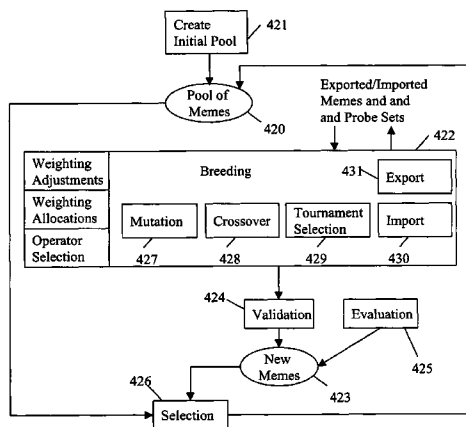 Create
Initial Pool
421
Pool of
Memes
420
Exported/Imported
Memes and and
and Probe Sets
422
Weighting
Adjustments
Breeding
431
Export
Weighting
Allocations
Mutation
Crossover
Tournament
Selection
Import
Operator
Selection
427
428
429
430
424
Validation
Evaluation
425
New
Memes
423
426
Selection